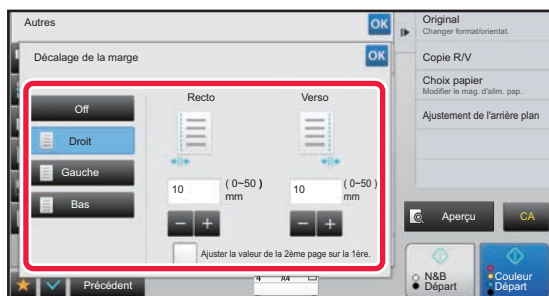 Autres
OK
Décalage de la marge
OK
Off
Droit
Gauche
Bas
Recto
Verso
10
( 0~50 )
mm
10
( 0~50 )
mm
Ajuster la valeur de la 2ème page sur la 1ère.
Précédent
A4
Original
Changer format/orientat.
Copie R/V
Choix papier
Modifier le mag. d'alim. pap.
Ajustement de l'arrière plan
Aperçu
CA
N&B
Départ
Couleur
Départ